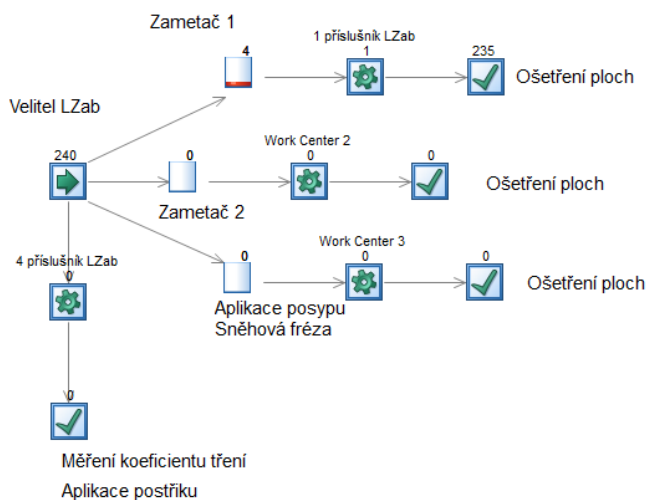 Zametač 1
4
1 příslušník LZab
1
235
Ošetření ploch
Velitel LZab
240
0
Work Center 2
0
0
Ošetření ploch
Zametač 2
4 příslušník LZab
0
0
Work Center 3
0
0
Ošetření ploch
Aplikace posypu
Sněhová fréza
0
Měření koeficientu tření
Aplikace postřiku